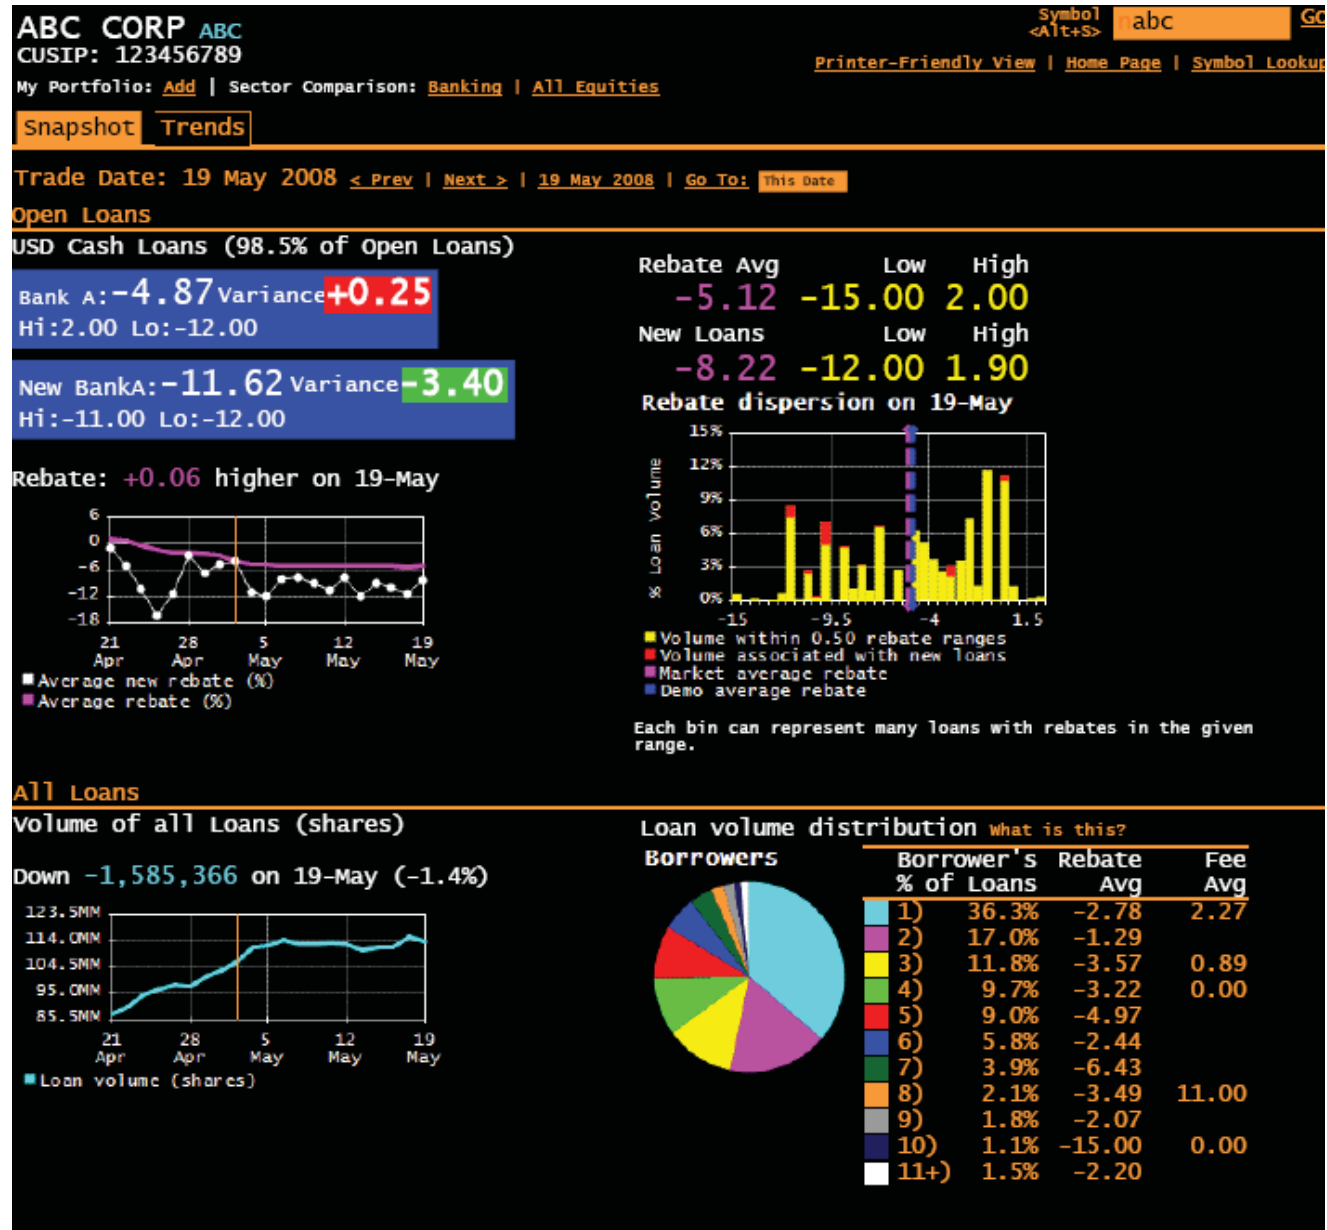 ABC CORP ABC
CUSIP: 123456789
Symbol
<Alt+S>
nabc
GO
Printer-Friendly View | Home Page | Symbol Lookup
My Portfolio: Add | Sector Comparison: Banking | All Equities
Snapshot Trends
Trade Date: 19 May 2008 < Prev | Next > | 19 May 2008 | Go To: This Date
Open Loans
USD Cash Loans (98.5% of Open Loans)
Bank A:-4.87 Variance+0.25
Hi:2.00 Lo:-12.00
New BankA:-11.62 Variance-3.40
Hi:-11.00 Lo:-12.00
Rebate: +0.06 higher on 19-May
6
0
-6
-12
-18
21 28 5 12 19
Apr Apr May May May
Average new rebate (%)
Average rebate (%)
Rebate Avg Low High
-5.12 -15.00 2.00
New Loans Low High
-8.22 -12.00 1.90
Rebate dispersion on 19-May
% Loan Volume
15%
12%
9%
6%
3%
0%
-15 -9.5 -4 1.5
Volume within 0.50 rebate ranges
Volume associated with new loans
Market average rebate
Demo average rebate
Each bin can represent many loans with rebates in the given
range.
All Loans
Volume of all Loans (shares)
Down -1,585,366 on 19-May (-1.4%)
123.5MM
114.0MM
104.5MM
95.0MM
85.5MM
21 28 5 12 19
Apr Apr May May May
Loan volume (shares)
Loan volume distribution What is this?
Borrowers
Borrower's Rebate Fee
% of Loans Avg Avg
1) 36.3% -2.78 2.27
2) 17.0% -1.29
3) 11.8% -3.57 0.89
4) 9.7% -3.22 0.00
5) 9.0% -4.97
6) 5.8% -2.44
7) 3.9% -6.43
8) 2.1% -3.49 11.00
9) 1.8% -2.07
10) 1.1% -15.00 0.00
11+) 1.5% -2.20